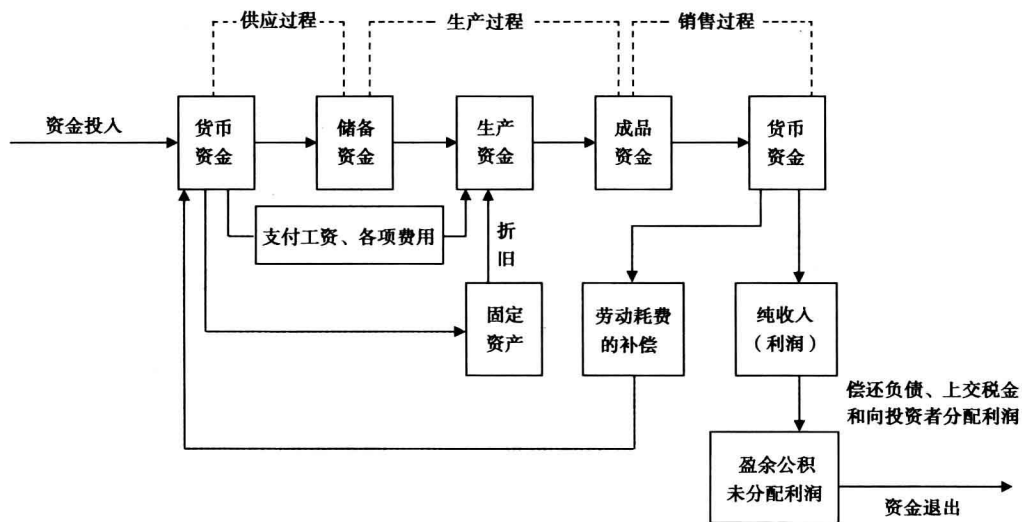 供应过程
生产过程
销售过程
资金投入
货币
资金
储备
资金
生产
资金
成品
资金
货币
资金
支付工资、各项费用
折
旧
固定
资产
劳动耗费
的补偿
纯收人
（利润）
偿还负债、上交税金
和向投资者分配利润
盈余公积
未分配利润
资金退出